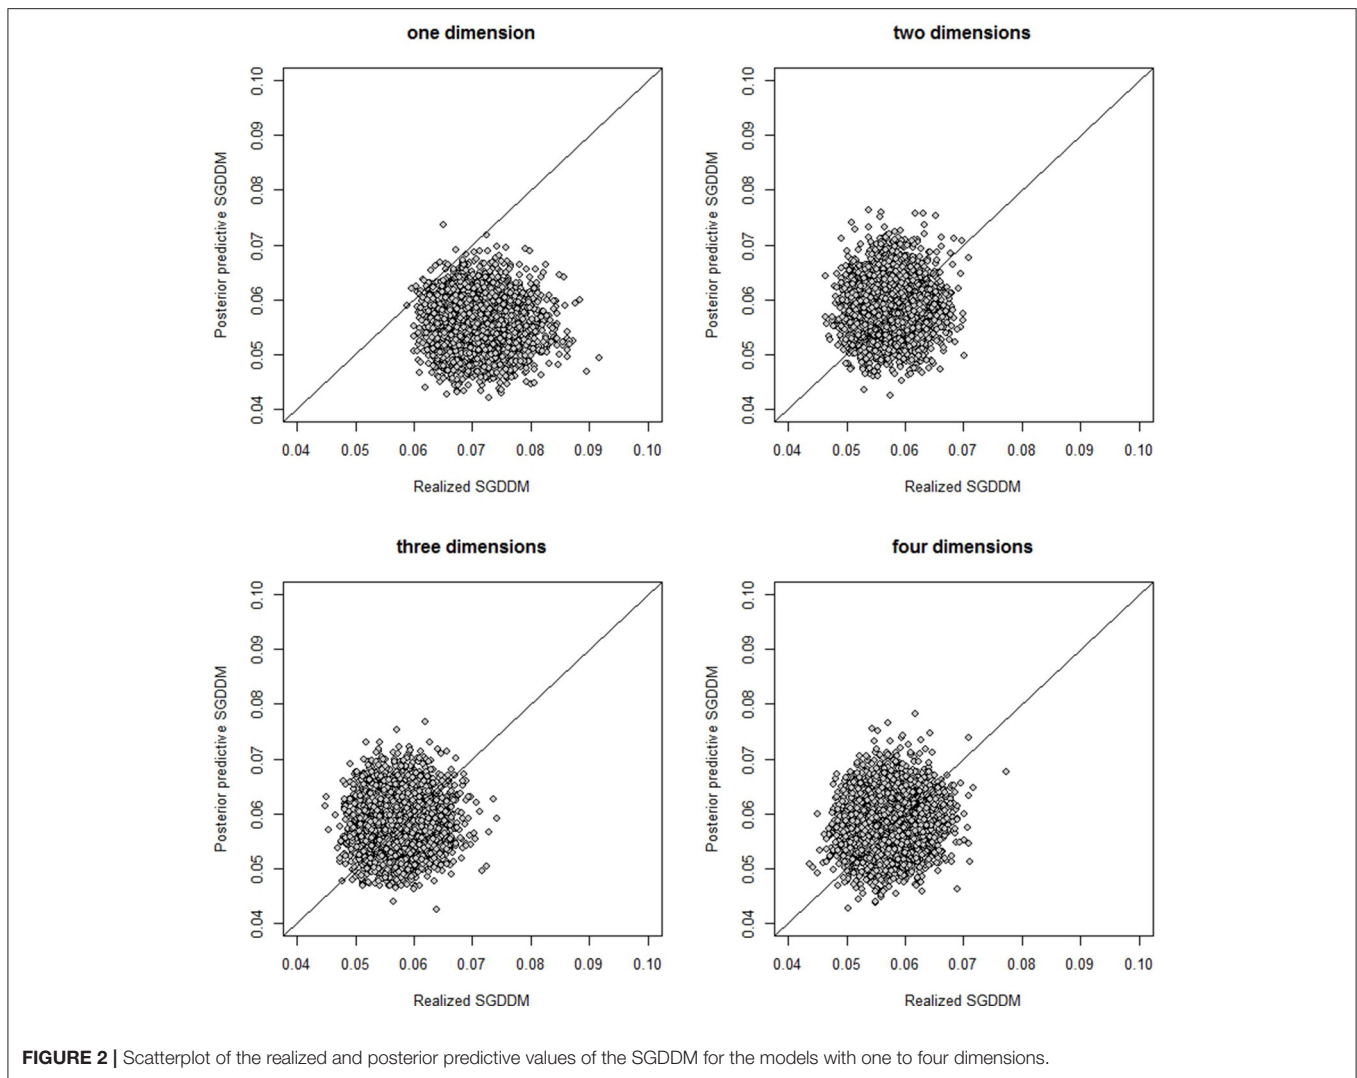 one dimension
Posterior predictive SGDDM
0.10
0.09
0.08
0.07
0.06
0.05
0.04
0.04 0.05 0.06 0.07 0.08 0.09 0.10
Realized SGDDM
two dimensions
Posterior predictive SGDDM
0.10
0.09
0.08
0.07
0.06
0.05
0.04
0.04 0.05 0.06 0.07 0.08 0.09 0.10
Realized SGDDM
three dimensions
Posterior predictive SGDDM
0.10
0.09
0.08
0.07
0.06
0.05
0.04
0.04 0.05 0.06 0.07 0.08 0.09 0.10
Realized SGDDM
four dimensions
Posterior predictive SGDDM
0.10
0.09
0.08
0.07
0.06
0.05
0.04
0.04 0.05 0.06 0.07 0.08 0.09 0.10
Realized SGDDM
FIGURE 2 | Scatterplot of the realized and posterior predictive values of the SGDDM for the models with one to four dimensions.